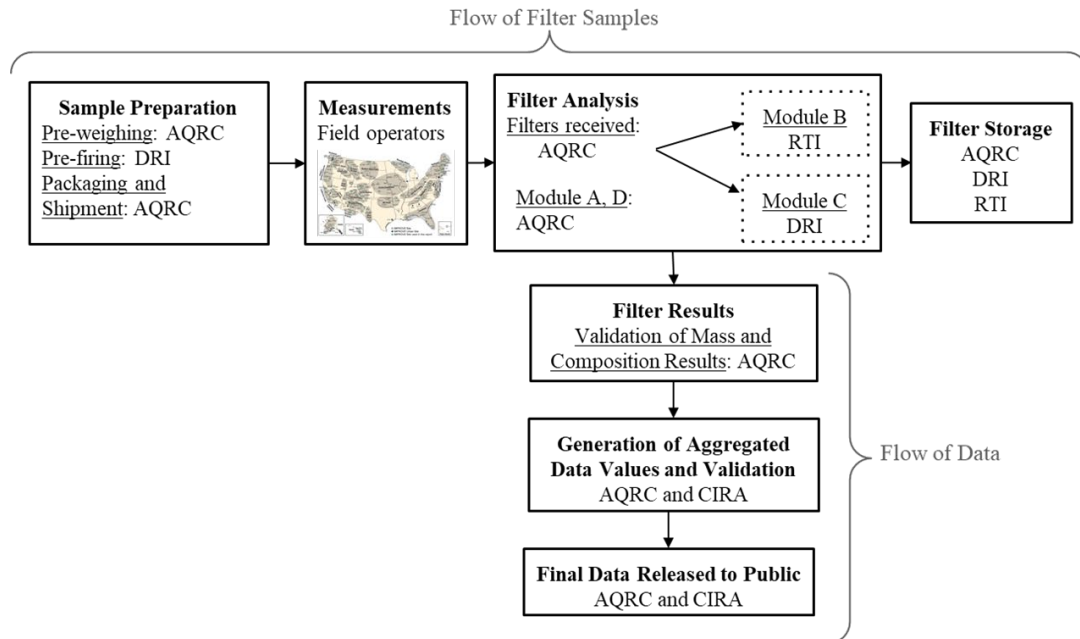 Flow of Filter Samples
Sample Preparation
Pre-weighing: AQRC
Pre-firing: DRI
Packaging and
Shipment: AQRC
Measurements
Field operators
Filter Analysis
Filters received:
AQRC
Module A, D:
AQRC
Module B
RTI
Module C
DRI
Filter Storage
AQRC
DRI
RTI
Filter Results
Validation of Mass and
Composition Results: AQRC
Generation of Aggregated
Data Values and Validation
AQRC and CIRA
Final Data Released to Public
AQRC and CIRA
Flow of Data